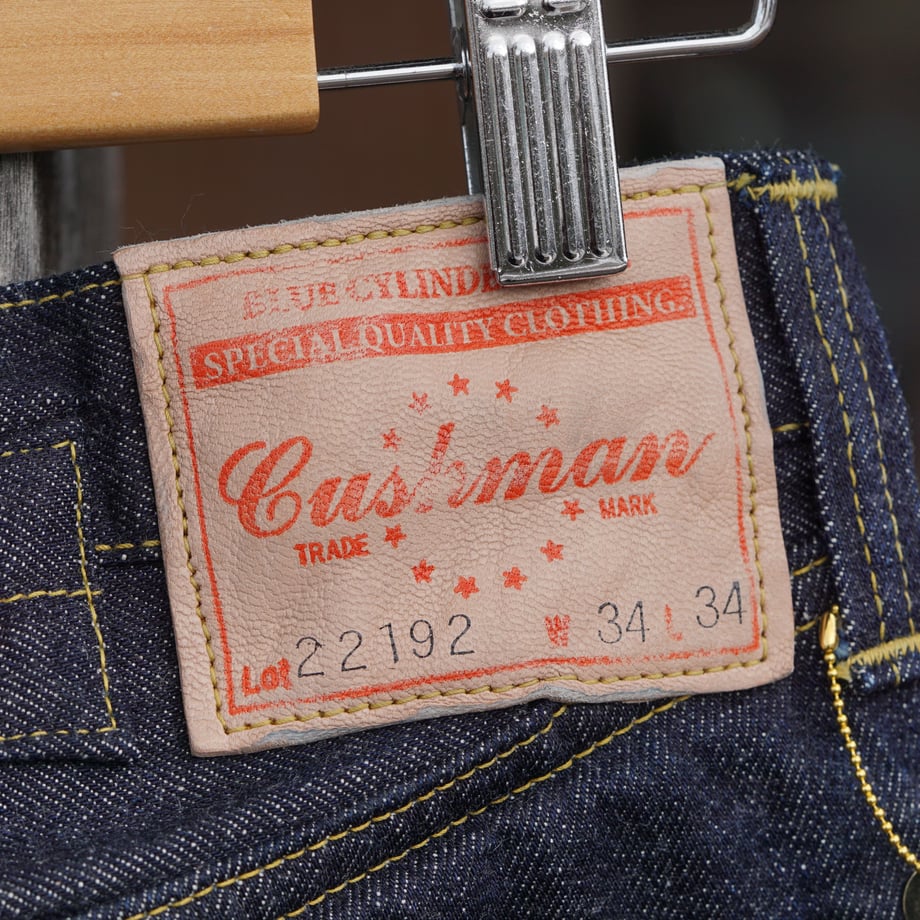 BLUE CYLINDE
SPECIAL QUALITY CLOTHING.
Cushman
TRADE MARK
Lot 22192 W 34 L 34